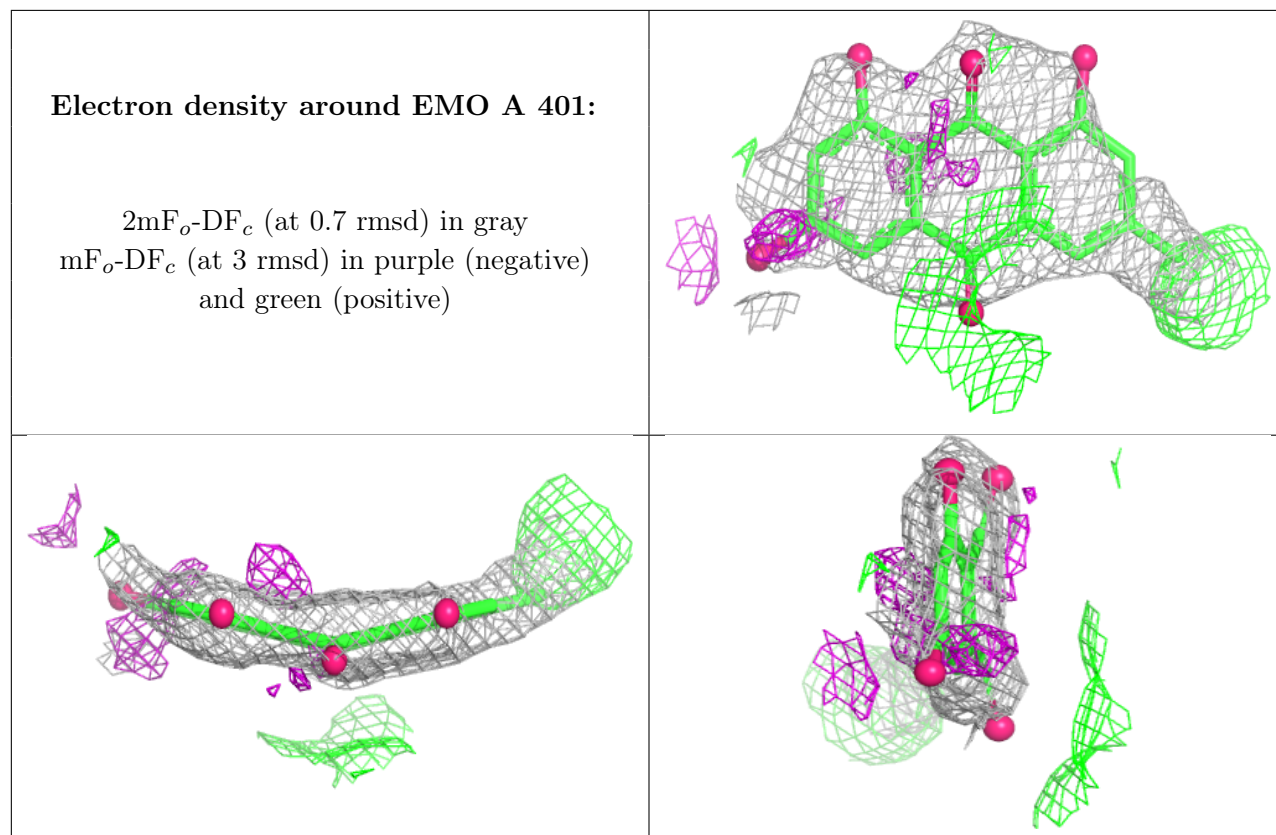 Electron density around EMO A 401:
2mFo-DFc (at 0.7 rmsd) in gray
mFo-DFc (at 3 rmsd) in purple (negative)
and green (positive)